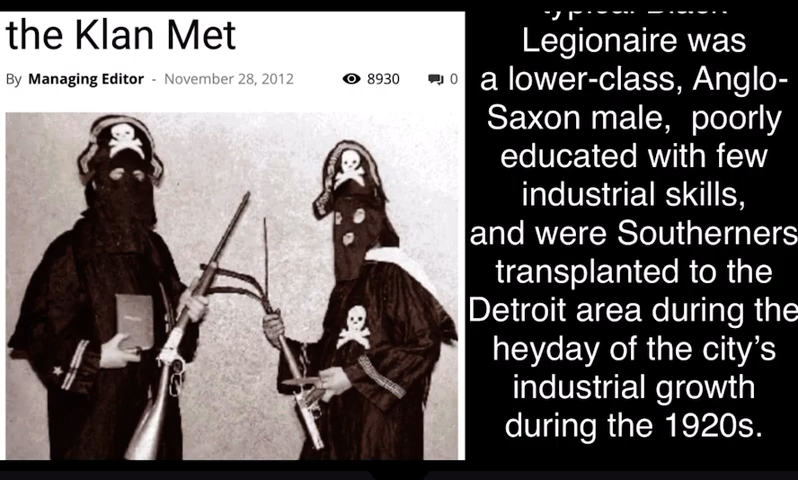 the Klan Met
By Managing Editor - November 28, 2012 8930 0
Legionaire was
a lower-class, Anglo-
Saxon male, poorly
educated with few
industrial skills,
and were Southerners
transplanted to the
Detroit area during the
heyday of the city's
industrial growth
during the 1920s.